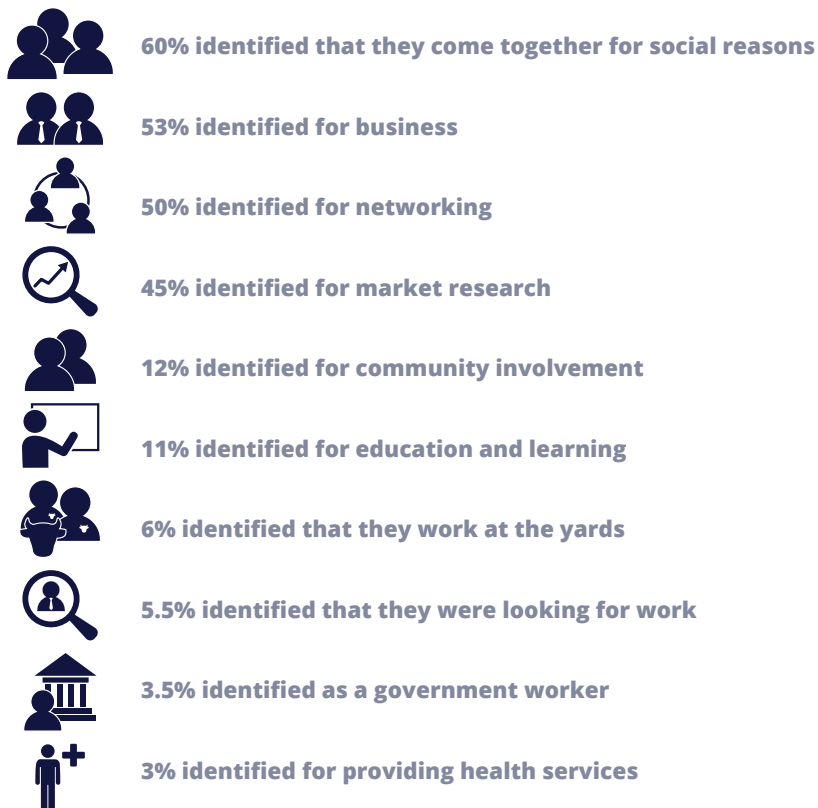 60% identified that they come together for social reasons
53% identified for business
50% identified for networking
45% identified for market research
12% identified for community involvement
11% identified for education and learning
6% identified that they work at the yards
5.5% identified that they were looking for work
3.5% identified as a government worker
3% identified for providing health services